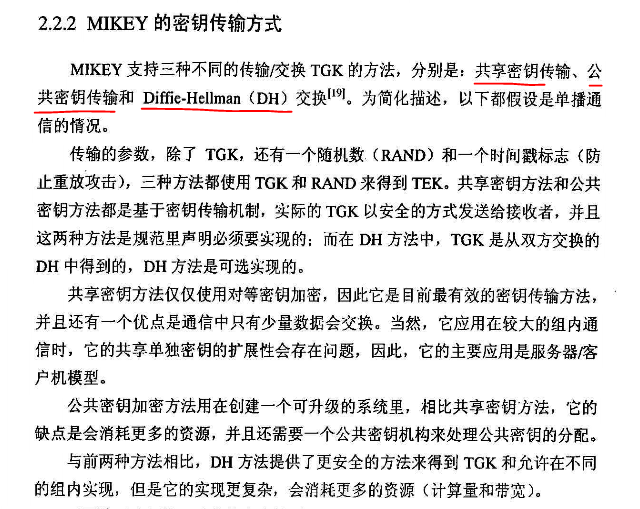 2.2.2 MIKEY 的密钥传输方式
MIKEY 支持三种不同的传输/交换 TGK 的方法，分别是：共享密钥传输、公
共密钥传输和 Diffie-Hellman（DH）交换[19]。为简化描述，以下都假设是单播通
信的情况。
传输的参数，除了 TGK，还有一个随机数（RAND）和一个时间戳标志（防
止重放攻击），三种方法都使用 TGK 和 RAND 来得到 TEK。共享密钥方法和公共
密钥方法都是基于密钥传输机制，实际的 TGK 以安全的方式发送给接收者，并且
这两种方法是规范里声明必须要实现的；而在 DH 方法中，TGK 是从双方交换的
DH 中得到的，DH 方法是可选实现的。
共享密钥方法仅仅使用对等密钥加密，因此它是目前最有效的密钥传输方法，
并且还有一个优点是通信中只有少量数据会交换。当然，它应用在较大的组内通
信时，它的共享单独密钥的扩展性会存在问题，因此，它的主要应用是服务器/客
户机模型。
公共密钥加密方法用在创建一个可升级的系统里，相比共享密钥方法，它的
缺点是会消耗更多的资源，并且还需要一个公共密钥机构来处理公共密钥的分配。
与前两种方法相比，DH 方法提供了更安全的方法来得到 TGK 和允许在不同
的组内实现，但是它的实现更复杂，会消耗更多的资源（计算量和带宽）。